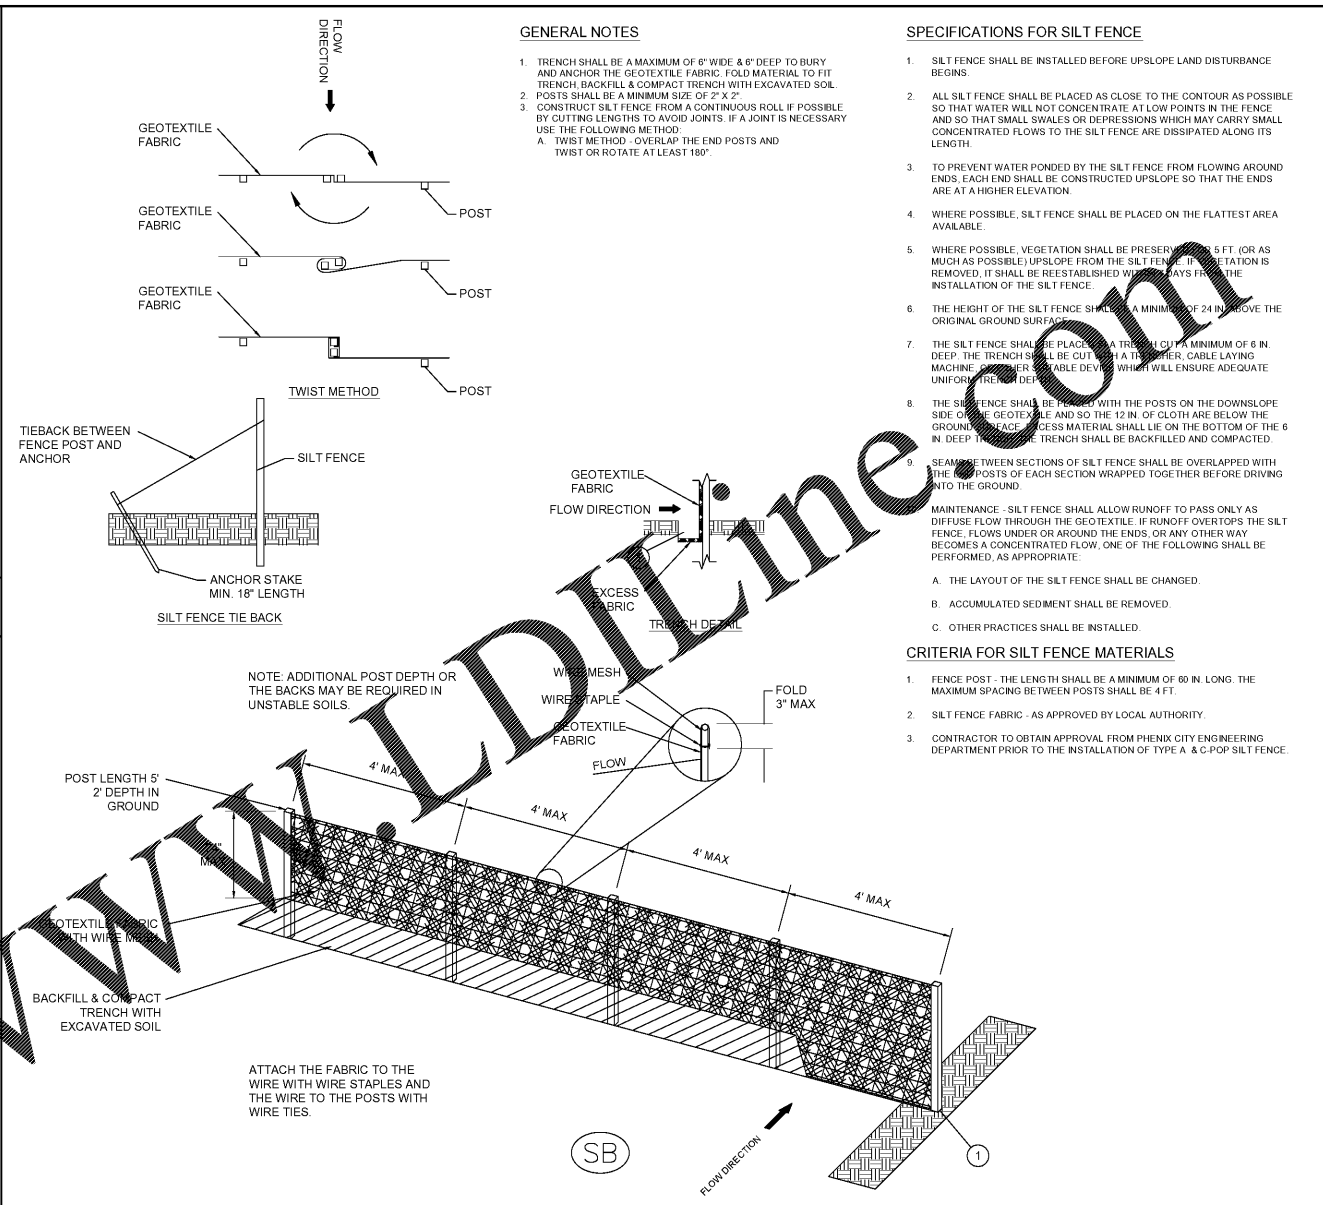 FLOW
DIRECTION
GEOTEXTILE
FABRIC
POST
GEOTEXTILE
FABRIC
POST
GEOTEXTILE
FABRIC
POST
TWIST METHOD
TIEBACK BETWEEN
FENCE POST AND
ANCHOR
SILT FENCE
ANCHOR STAKE
MIN. 18" LENGTH
SILT FENCE TIE BACK
GENERAL NOTES
1. TRENCH SHALL BE A MAXIMUM OF 6" WIDE & 6" DEEP TO BURY
AND ANCHOR THE GEOTEXTILE FABRIC. FOLD MATERIAL TO FIT
TRENCH, BACKFILL & COMPACT TRENCH WITH EXCAVATED SOIL.
2. POSTS SHALL BE A MINIMUM SIZE OF 2" X 2".
3. CONSTRUCT SILT FENCE FROM A CONTINUOUS ROLL IF POSSIBLE
BY CUTTING LENGTHS TO AVOID JOINTS. IF A JOINT IS NECESSARY
USE THE FOLLOWING METHOD:
A. TWIST METHOD - OVERLAP THE END POSTS AND
TWIST OR ROTATE AT LEAST 180°.
GEOTEXTILE
FABRIC
FLOW DIRECTION
EXCESS
FABRIC
TRENCH DETAIL
NOTE: ADDITIONAL POST DEPTH OR
THE BACKS MAY BE REQUIRED IN
UNSTABLE SOILS.
WIRE MESH
WIRE STAPLE
GEOTEXTILE
FABRIC
FLOW
FOLD
3" MAX
POST LENGTH 5'
2' DEPTH IN
GROUND
4' MAX
4' MAX
4' MAX
4' MAX
MAX
GEOTEXTILE FABRIC
WITH WIRE MESH
BACKFILL & COMPACT
TRENCH WITH
EXCAVATED SOIL
ATTACH THE FABRIC TO THE
WIRE WITH WIRE STAPLES AND
THE WIRE TO THE POSTS WITH
WIRE TIES.
SB
FLOW DIRECTION
1
SPECIFICATIONS FOR SILT FENCE
1. SILT FENCE SHALL BE INSTALLED BEFORE UPSLOPE LAND DISTURBANCE
BEGINS.
2. ALL SILT FENCE SHALL BE PLACED AS CLOSE TO THE CONTOUR AS POSSIBLE
SO THAT WATER WILL NOT CONCENTRATE AT LOW POINTS IN THE FENCE
AND SO THAT SMALL SWALES OR DEPRESSIONS WHICH MAY CARRY SMALL
CONCENTRATED FLOWS TO THE SILT FENCE ARE DISSIPATED ALONG ITS
LENGTH.
3. TO PREVENT WATER PONDED BY THE SILT FENCE FROM FLOWING AROUND
ENDS, EACH END SHALL BE CONSTRUCTED UPSLOPE SO THAT THE ENDS
ARE AT A HIGHER ELEVATION.
4. WHERE POSSIBLE, SILT FENCE SHALL BE PLACED ON THE FLATTEST AREA
AVAILABLE.
5. WHERE POSSIBLE, VEGETATION SHALL BE PRESERVED FOR 5 FT. (OR AS
MUCH AS POSSIBLE) UPSLOPE FROM THE SILT FENCE. IF VEGETATION IS
REMOVED, IT SHALL BE REESTABLISHED WITHIN DAYS FROM THE
INSTALLATION OF THE SILT FENCE.
6. THE HEIGHT OF THE SILT FENCE SHALL BE A MINIMUM OF 24 IN. ABOVE THE
ORIGINAL GROUND SURFACE.
7. THE SILT FENCE SHALL BE PLACED IN A TRENCH CUT A MINIMUM OF 6 IN.
DEEP. THE TRENCH SHALL BE CUT WITH A TRENCHER, CABLE LAYING
MACHINE, OR OTHER SUITABLE DEVICE WHICH WILL ENSURE ADEQUATE
UNIFORM TRENCH DEPTH.
8. THE SILT FENCE SHALL BE PLACED WITH THE POSTS ON THE DOWNSLOPE
SIDE OF THE GEOTEXTILE AND SO THE 12 IN. OF CLOTH ARE BELOW THE
GROUND SURFACE. EXCESS MATERIAL SHALL LIE ON THE BOTTOM OF THE 6
IN. DEEP TRENCH. THE TRENCH SHALL BE BACKFILLED AND COMPACTED.
9. SEAMS BETWEEN SECTIONS OF SILT FENCE SHALL BE OVERLAPPED WITH
THE END POSTS OF EACH SECTION WRAPPED TOGETHER BEFORE DRIVING
INTO THE GROUND.
MAINTENANCE - SILT FENCE SHALL ALLOW RUNOFF TO PASS ONLY AS
DIFFUSE FLOW THROUGH THE GEOTEXTILE. IF RUNOFF OVERTOPS THE SILT
FENCE, FLOWS UNDER OR AROUND THE ENDS, OR ANY OTHER WAY
BECOMES A CONCENTRATED FLOW, ONE OF THE FOLLOWING SHALL BE
PERFORMED, AS APPROPRIATE:
A. THE LAYOUT OF THE SILT FENCE SHALL BE CHANGED.
B. ACCUMULATED SEDIMENT SHALL BE REMOVED.
C. OTHER PRACTICES SHALL BE INSTALLED.
CRITERIA FOR SILT FENCE MATERIALS
1. FENCE POST - THE LENGTH SHALL BE A MINIMUM OF 60 IN. LONG. THE
MAXIMUM SPACING BETWEEN POSTS SHALL BE 4 FT.
2. SILT FENCE FABRIC - AS APPROVED BY LOCAL AUTHORITY.
3. CONTRACTOR TO OBTAIN APPROVAL FROM PHENIX CITY ENGINEERING
DEPARTMENT PRIOR TO THE INSTALLATION OF TYPE A & C-POP SILT FENCE.
www.LDILine.com